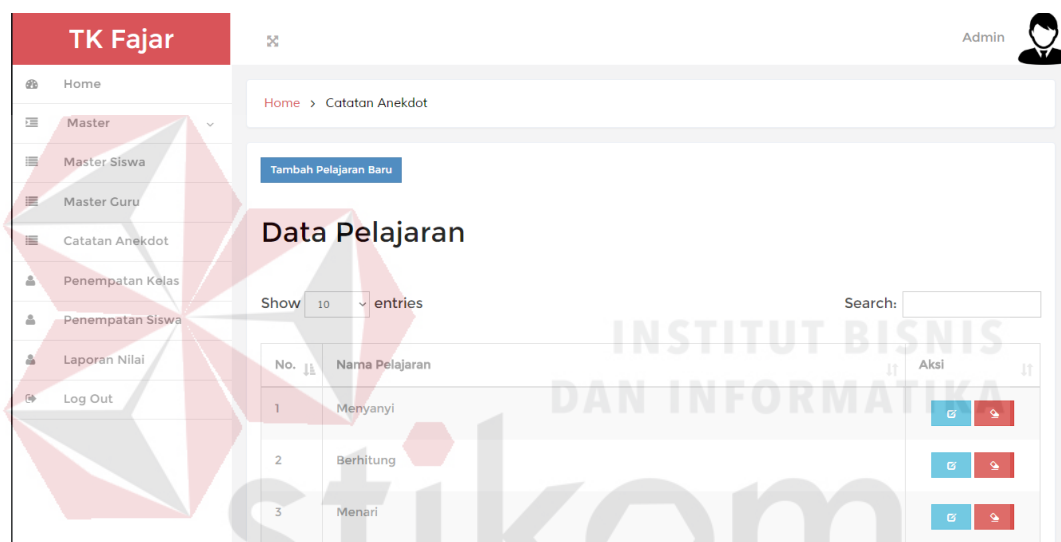 TK Fajar
Admin
Home
Master
Master Siswa
Master Guru
Catatan Anekdot
Penempatan Kelas
Penempatan Siswa
Laporan Nilai
Log Out
Home > Catatan Anekdot
Tambah Pelajaran Baru
Data Pelajaran
Show 10 entries
Search:
No. Nama Pelajaran Aksi
1 Menyanyi
2 Berhitung
3 Menari
INSTITUT BISNIS
DAN INFORMATIKA
stikom